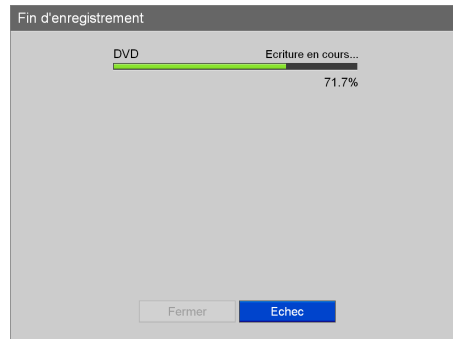 Fin d'enregistrement
DVD Ecriture en cours...
71.7%
Fermer Echec